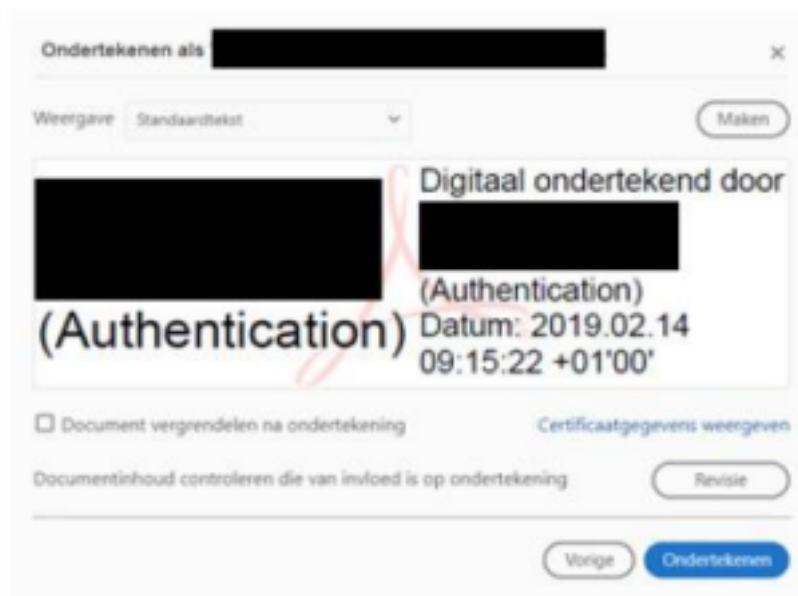 Ondertekenen als
Weergave Standaardtekst Maken
(Authentication)
Digitaal ondertekend door
(Authentication)
Datum: 2019.02.14
09:15:22 +01'00'
Document vergrendelen na ondertekening Certificaatgegevens weergeven
Documentinhoud controleren die van invloed is op ondertekening Revisie
Vorige Ondertekenen